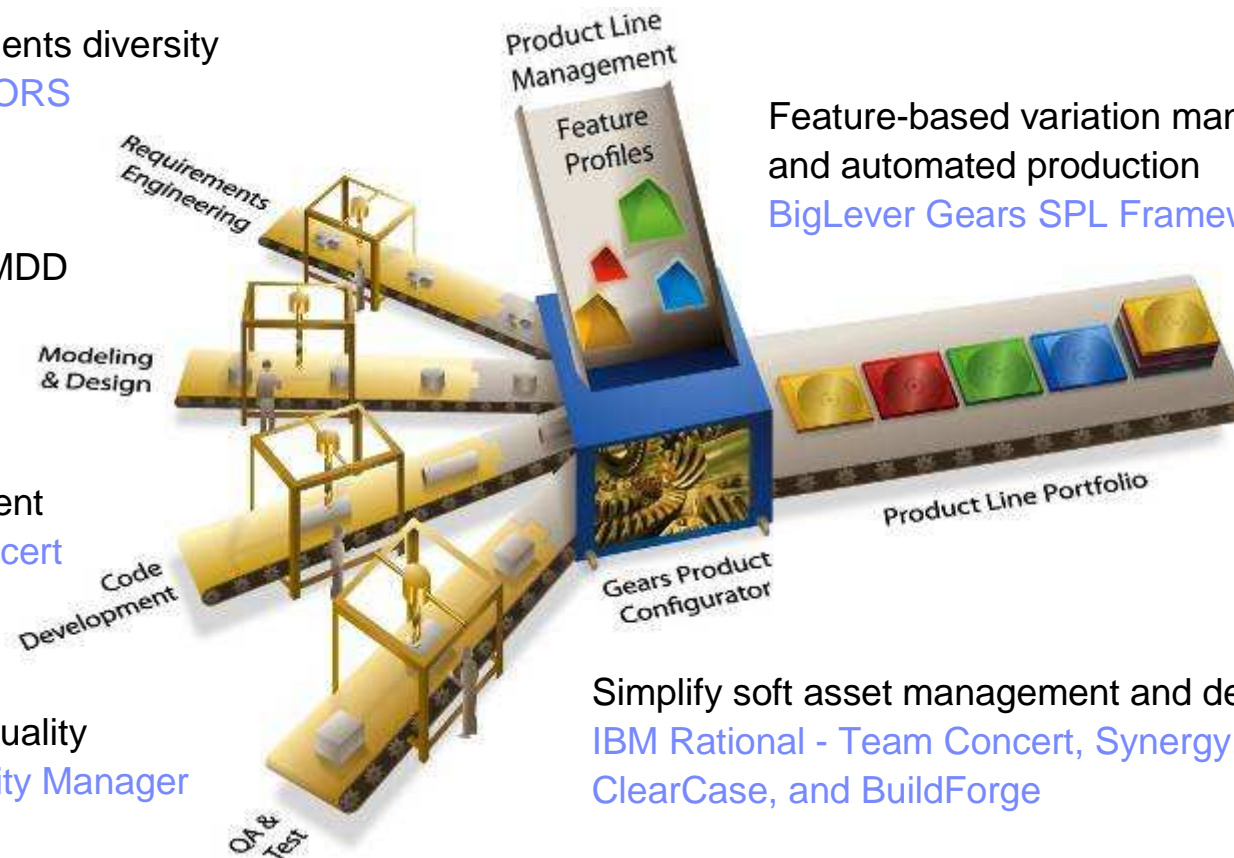 ents diversity
ORS
Product Line
Management
Feature
Profiles
Feature-based variation mar
and automated production
BigLever Gears SPL Framew
Requirements
Engineering
MDD
Modeling
& Design
ent
cert
Code
Development
Product Line Portfolio
Gears Product
Configurator
Simplify soft asset management and de
IBM Rational - Team Concert, Synergy
ClearCase, and BuildForge
uality
ity Manager
QA &
Test